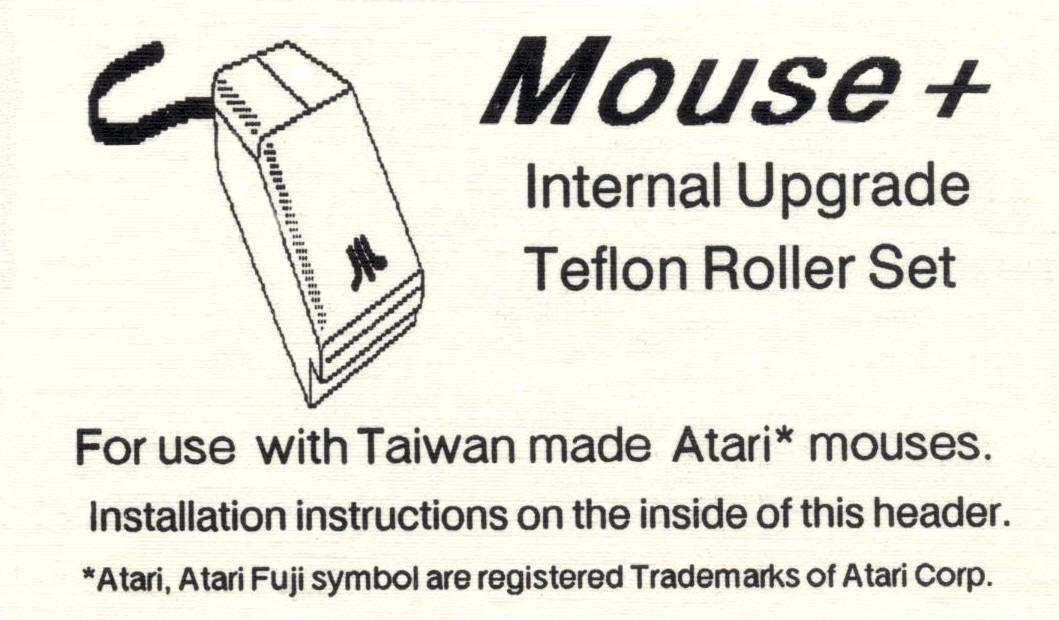 Mouse+
Internal Upgrade
Teflon Roller Set
For use with Taiwan made Atari* mouses.
Installation instructions on the inside of this header.
*Atari, Atari Fuji symbol are registered Trademarks of Atari Corp.